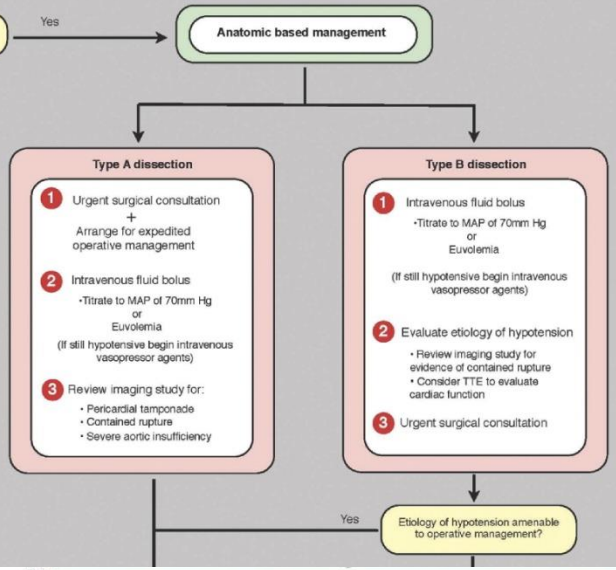 Yes
Anatomic based management
Type A dissection
1 Urgent surgical consultation
+
Arrange for expedited
operative management
2 Intravenous fluid bolus
•Titrate to MAP of 70mm Hg
or
Euvolemia
(If still hypotensive begin intravenous
vasopressor agents)
3 Review imaging study for:
• Pericardial tamponade
• Contained rupture
• Severe aortic insufficiency
Type B dissection
1 Intravenous fluid bolus
•Titrate to MAP of 70mm Hg
or
Euvolemia
(If still hypotensive begin intravenous
vasopressor agents)
2 Evaluate etiology of hypotension
• Review imaging study for
evidence of contained rupture
• Consider TTE to evaluate
cardiac function
3 Urgent surgical consultation
Yes
Etiology of hypotension amenable
to operative management?